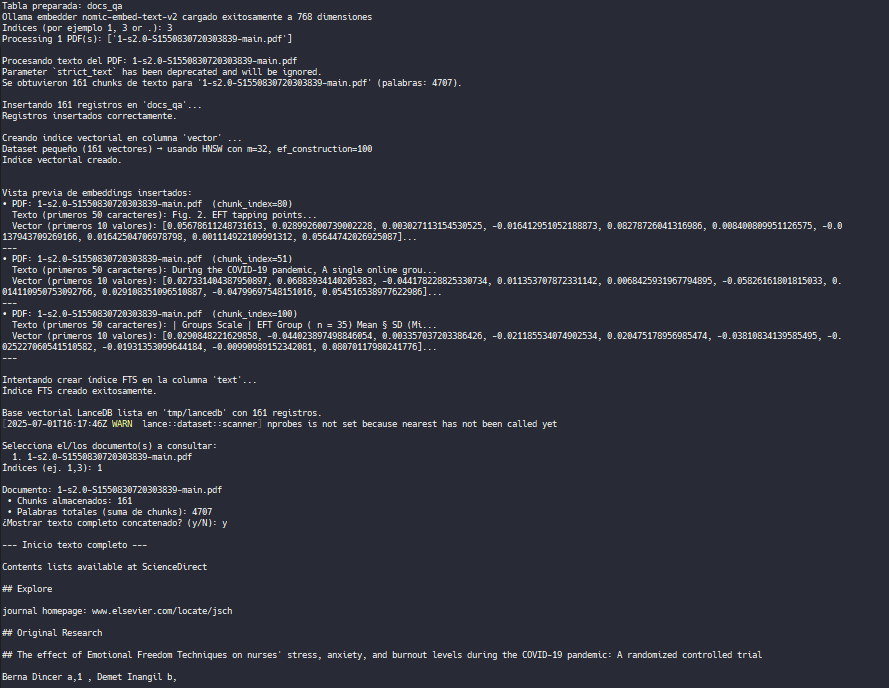 Tabla preparada: docs_qa
Ollama embedder nomic-embed-text-v2 cargado exitosamente a 768 dimensiones
Indices (por ejemplo 1, 3 or .): 3
Processing 1 PDF(s): ['1-s2.0-S1550830720303839-main.pdf']
Procesando texto del PDF: 1-s2.0-S1550830720303839-main.pdf
Parameter `strict_text` has been deprecated and will be ignored.
Se obtuvieron 161 chunks de texto para '1-s2.0-S1550830720303839-main.pdf' (palabras: 4707).
Insertando 161 registros en 'docs_qa'...
Registros insertados correctamente.
Creando índice vectorial en columna 'vector' ...
Dataset pequeño (161 vectores) → usando HNSW con m=32, ef_construction=100
Índice vectorial creado.
Vista previa de embeddings insertados:
• PDF: 1-s2.0-S1550830720303839-main.pdf (chunk_index=80)
Texto (primeros 50 caracteres): Fig. 2. EFT tapping points...
Vector (primeros 10 valores): [0.05678611248731613, 0.028992600739002228, 0.003027113154530525, -0.016412951052188873, 0.08278726041316986, 0.008400809951126575, -0.0
137943709269166, 0.01642504706978798, 0.001114922109991312, 0.05644742026925087]...
---
• PDF: 1-s2.0-S1550830720303839-main.pdf (chunk_index=51)
Texto (primeros 50 caracteres): During the COVID-19 pandemic, A single online grou...
Vector (primeros 10 valores): [0.027331404387950897, 0.06883934140205383, -0.044178228825330734, 0.011353707872331142, 0.0068425931967794895, -0.05826161801815033, 0.
014110950753092766, 0.029108351096510887, -0.04799697548151016, 0.054516538977622986]...
---
• PDF: 1-s2.0-S1550830720303839-main.pdf (chunk_index=100)
Texto (primeros 50 caracteres): | Groups Scale | EFT Group ( n = 35) Mean § SD (Mi...
Vector (primeros 10 valores): [0.0290848221629858, -0.044023897498846054, 0.003357037203386426, -0.021185534074902534, 0.020475178956985474, -0.03810834139585495, -0.
025227060541510582, -0.01931353099644184, -0.00990989152342081, 0.08070117980241776]...
---
Intentando crear índice FTS en la columna 'text'...
Índice FTS creado exitosamente.
Base vectorial LanceDB lista en 'tmp/lancedb' con 161 registros.
[2025-07-01T16:17:46Z WARN lance::dataset::scanner] nprobes is not set because nearest has not been called yet
Selecciona el/los documento(s) a consultar:
1. 1-s2.0-S1550830720303839-main.pdf
Índices (ej. 1,3): 1
Documento: 1-s2.0-S1550830720303839-main.pdf
• Chunks almacenados: 161
• Palabras totales (suma de chunks): 4707
¿Mostrar texto completo concatenado? (y/N): y
--- Inicio texto completo ---
Contents lists available at ScienceDirect
## Explore
journal homepage: www.elsevier.com/locate/jsch
## Original Research
## The effect of Emotional Freedom Techniques on nurses' stress, anxiety, and burnout levels during the COVID-19 pandemic: A randomized controlled trial
Berna Dincer a,1 , Demet Inangil b,